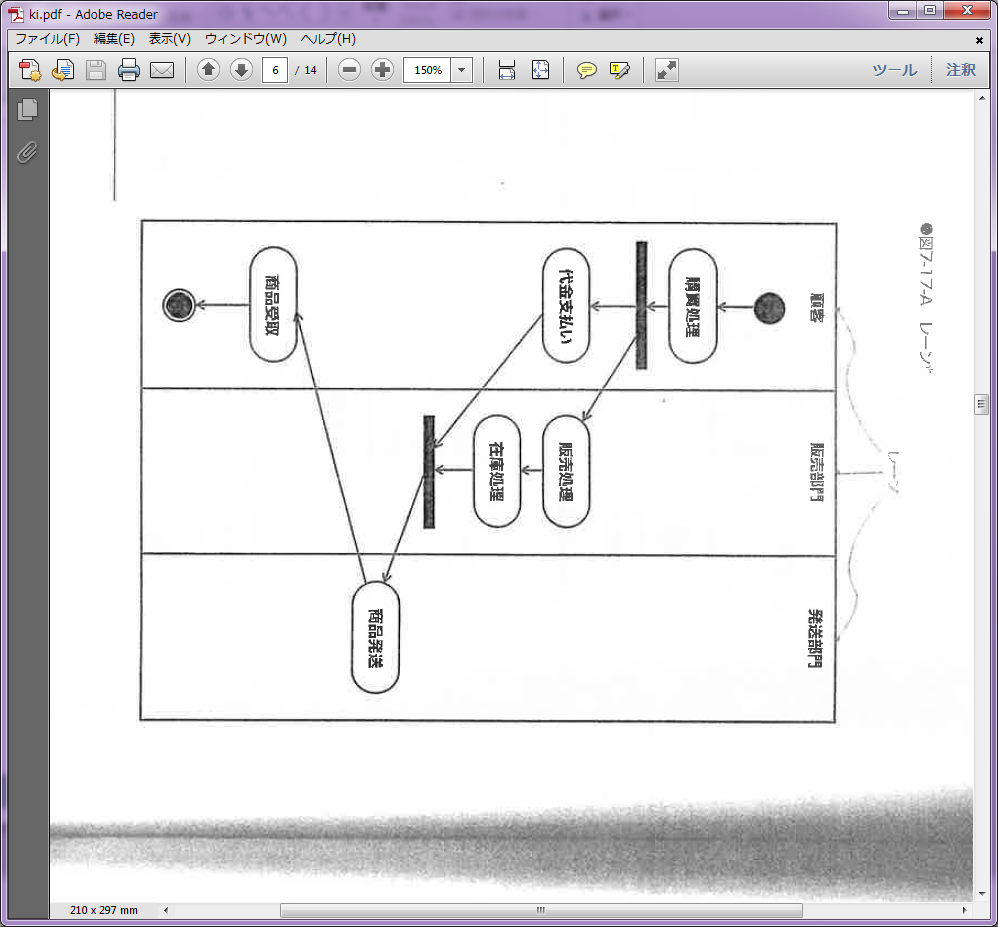 ki.pdf - Adobe Reader
ファイル(F) 編集(E) 表示(V) ウィンドウ(W) ヘルプ(H)
6 / 14 150% ツール 注釈
●図7-17-A レーン
レーン
顧客
販売部門
発送部門
購買処理
代金支払い
販売処理
在庫処理
商品発送
商品受取
210 x 297 mm